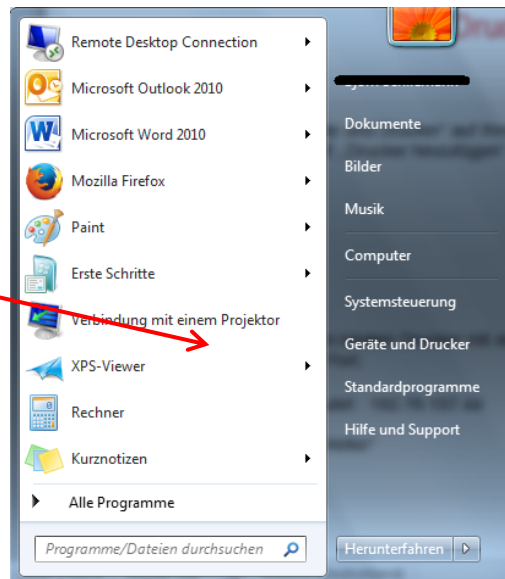 Remote Desktop Connection
Microsoft Outlook 2010
Microsoft Word 2010
Mozilla Firefox
Paint
Erste Schritte
Verbindung mit einem Projektor
XPS-Viewer
Rechner
Kurznotizen
Alle Programme
Programme/Dateien durchsuchen
Dokumente
Bilder
Musik
Computer
Systemsteuerung
Geräte und Drucker
Standardprogramme
Hilfe und Support
Herunterfahren